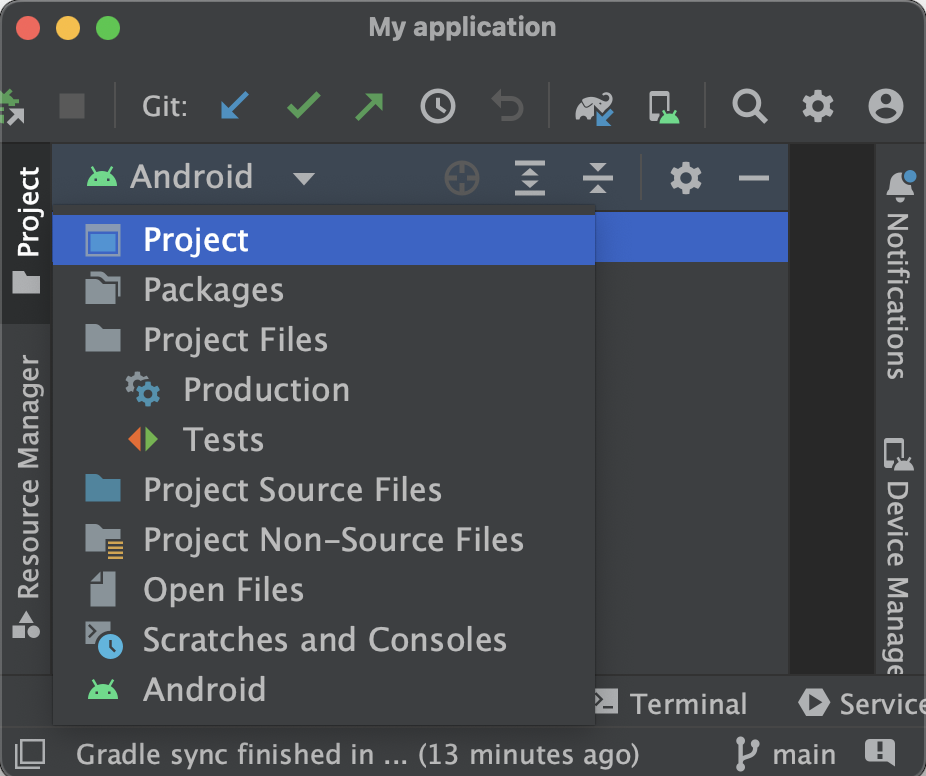 My application
Git:
Project
Android
Project
Packages
Project Files
Production
Tests
Project Source Files
Project Non-Source Files
Open Files
Scratches and Consoles
Android
Resource Manager
Notifications
Device Manage
Terminal
Service
Gradle sync finished in ... (13 minutes ago)
main